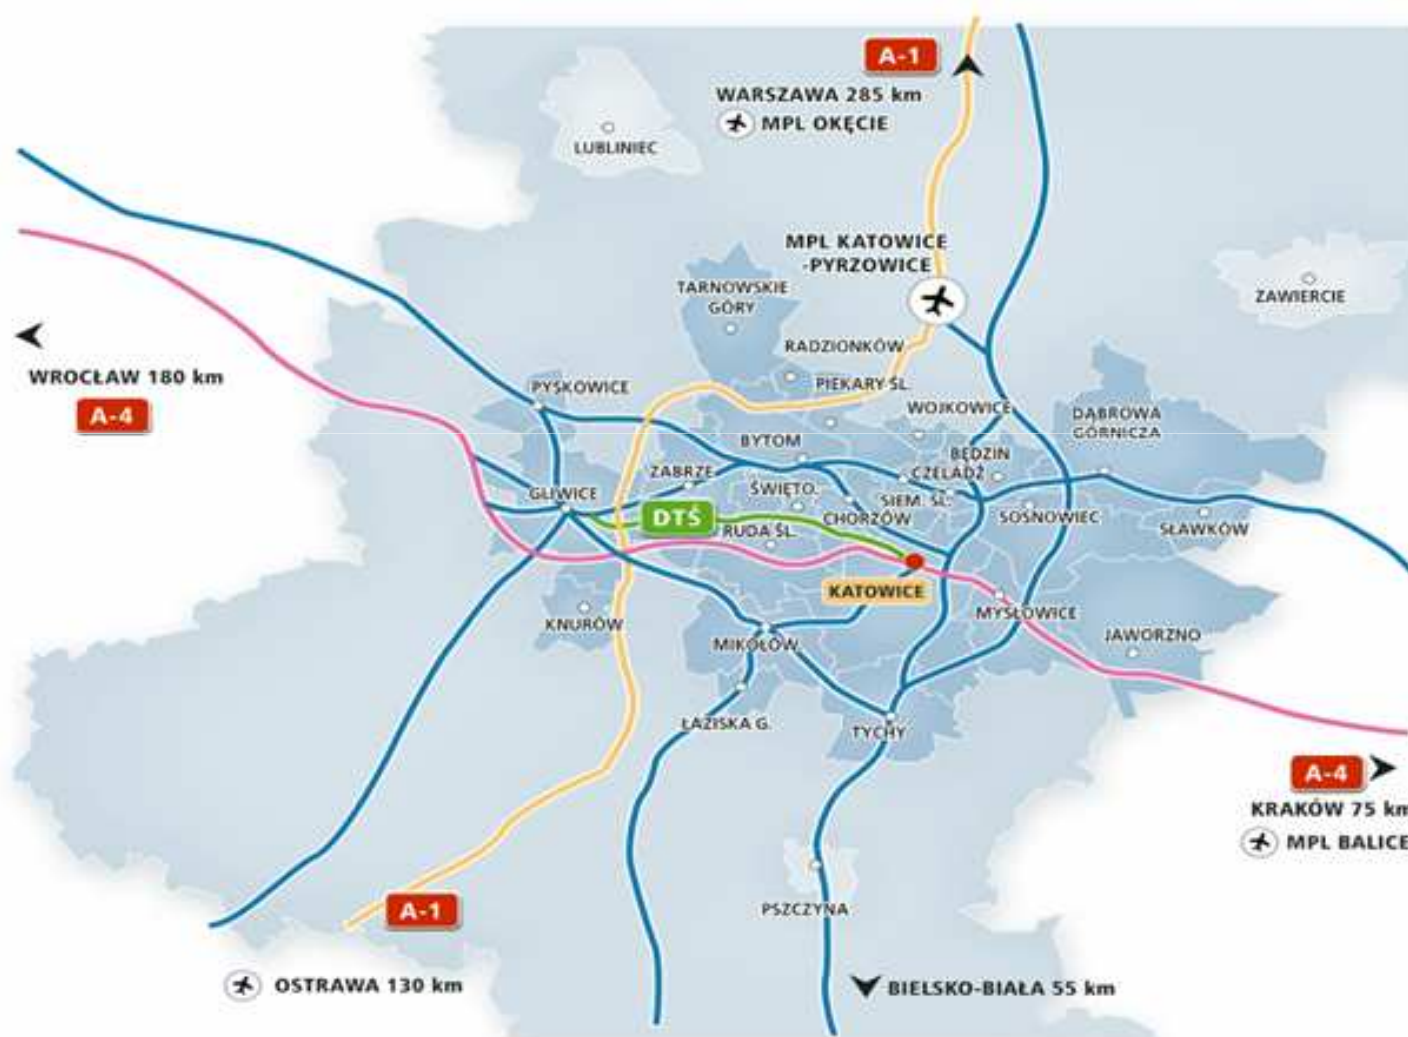 A-1
WARSZAWA 285 km
MPL OKĘCIE
LUBLINIEC
MPL KATOWICE
-PYRZOWICE
TARNOWSKIE
GÓRY
ZAWIERCIE
RADZIONKÓW
WROCŁAW 180 km
A-4
PYSKOWICE
PIEKARY ŚL.
WOJKOWICE
DĄBROWA
GÓRNICZA
BYTOM
BĘDZIN
ZABRZE
CZELADŹ
GLIWICE
ŚWIĘTO.
SIEM. ŚL.
DTŚ
CHORZÓW
SOSNOWIEC
RUDA ŚL.
SŁAWKÓW
KATOWICE
MYSŁOWICE
KNURÓW
JAWORZNO
MIKOŁÓW
ŁAZISKA G.
TYCHY
A-4
KRAKÓW 75 km
MPL BALICE
A-1
PSZCZYNA
OSTRAWA 130 km
BIELSKO-BIAŁA 55 km